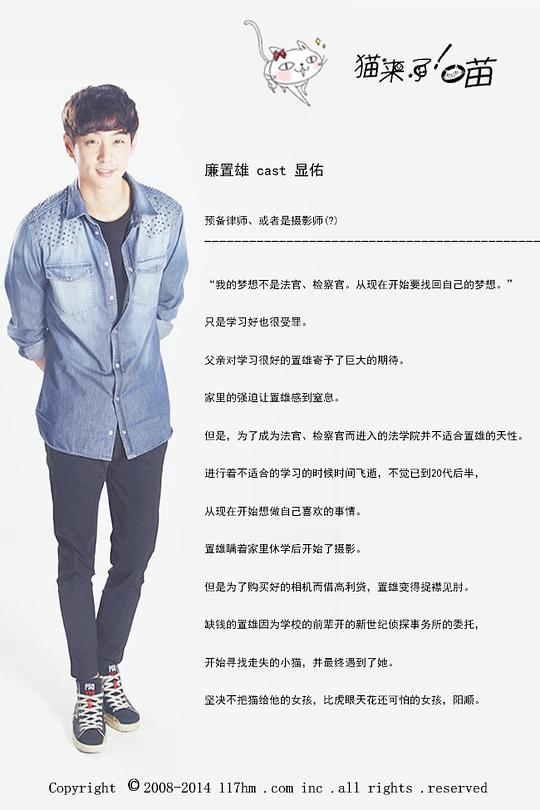 猫来了!喵
廉置雄 cast 显佑
预备律师、或者是摄影师(?)
“我的梦想不是法官、检察官。从现在开始要找回自己的梦想。”
只是学习好也很受罪。
父亲对学习很好的置雄寄予了巨大的期待。
家里的强迫让置雄感到窒息。
但是，为了成为法官、检察官而进入的法学院并不适合置雄的天性。
进行着不适合的学习的时候时间飞逝，不觉已到20代后半，
从现在开始想做自己喜欢的事情。
置雄瞒着家里休学后开始了摄影。
但是为了购买好的相机而借高利贷，置雄变得捉襟见肘。
缺钱的置雄因为学校的前辈开的新世纪侦探事务所的委托，
开始寻找走失的小猫，并最终遇到了她。
坚决不把猫给他的女孩，比虎眼天花还可怕的女孩，阳顺。
Copyright ©2008-2014 117hm .com inc .all rights .reserved